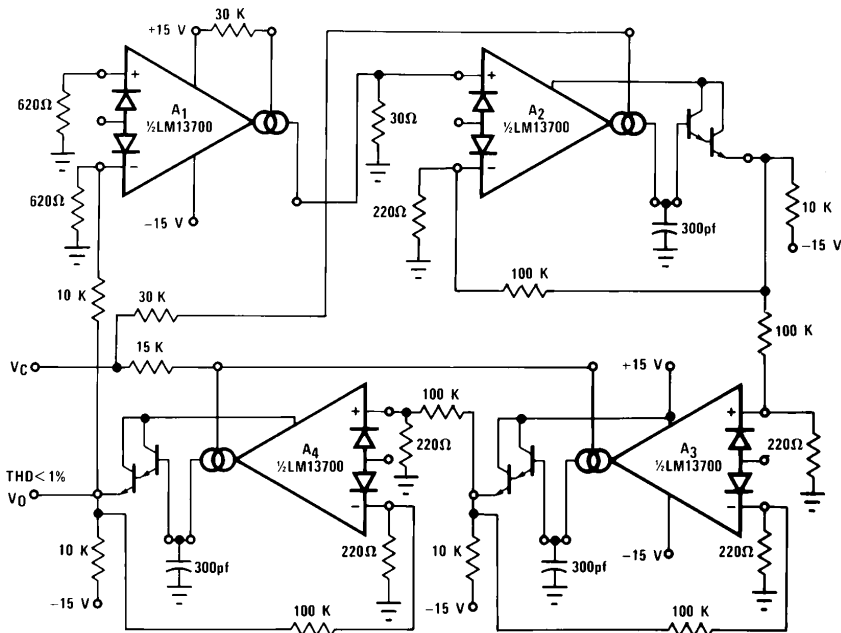 +15 V
30 K
620Ω
+
A1
½LM13700
−
620Ω
−15 V
30Ω
+
A2
½LM13700
−
220Ω
300pf
10 K
−15 V
100 K
10 K
30 K
100 K
VC
15 K
+15 V
100 K
+
A4
½LM13700
−
220Ω
+
A3
½LM13700
−
220Ω
THD<1%
VO
10 K
−15 V
300pf
220Ω
100 K
10 K
−15 V
300pf
−15 V
220Ω
100 K